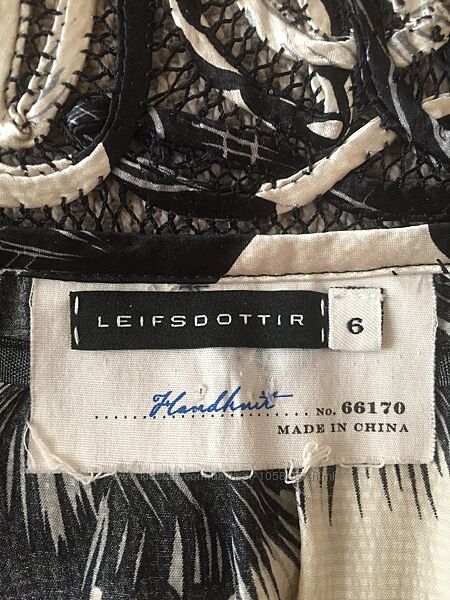 LEIFSDOTTIR
6
Handknit
No. 66170
MADE IN CHINA